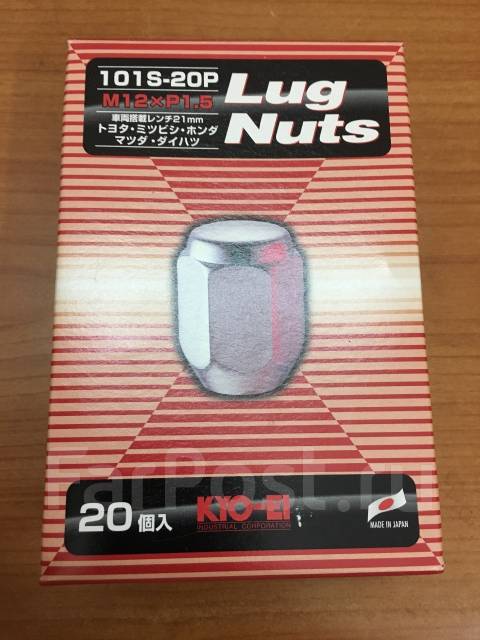 101S-20P
M12×P1.5
車両搭載レンチ21mm
トヨタ・ミツビシ・ホンダ
マツダ・ダイハツ
Lug
Nuts
FarPost.ru
20個入
KYO-EI
INDUSTRIAL CORPORATION
MADE IN JAPAN